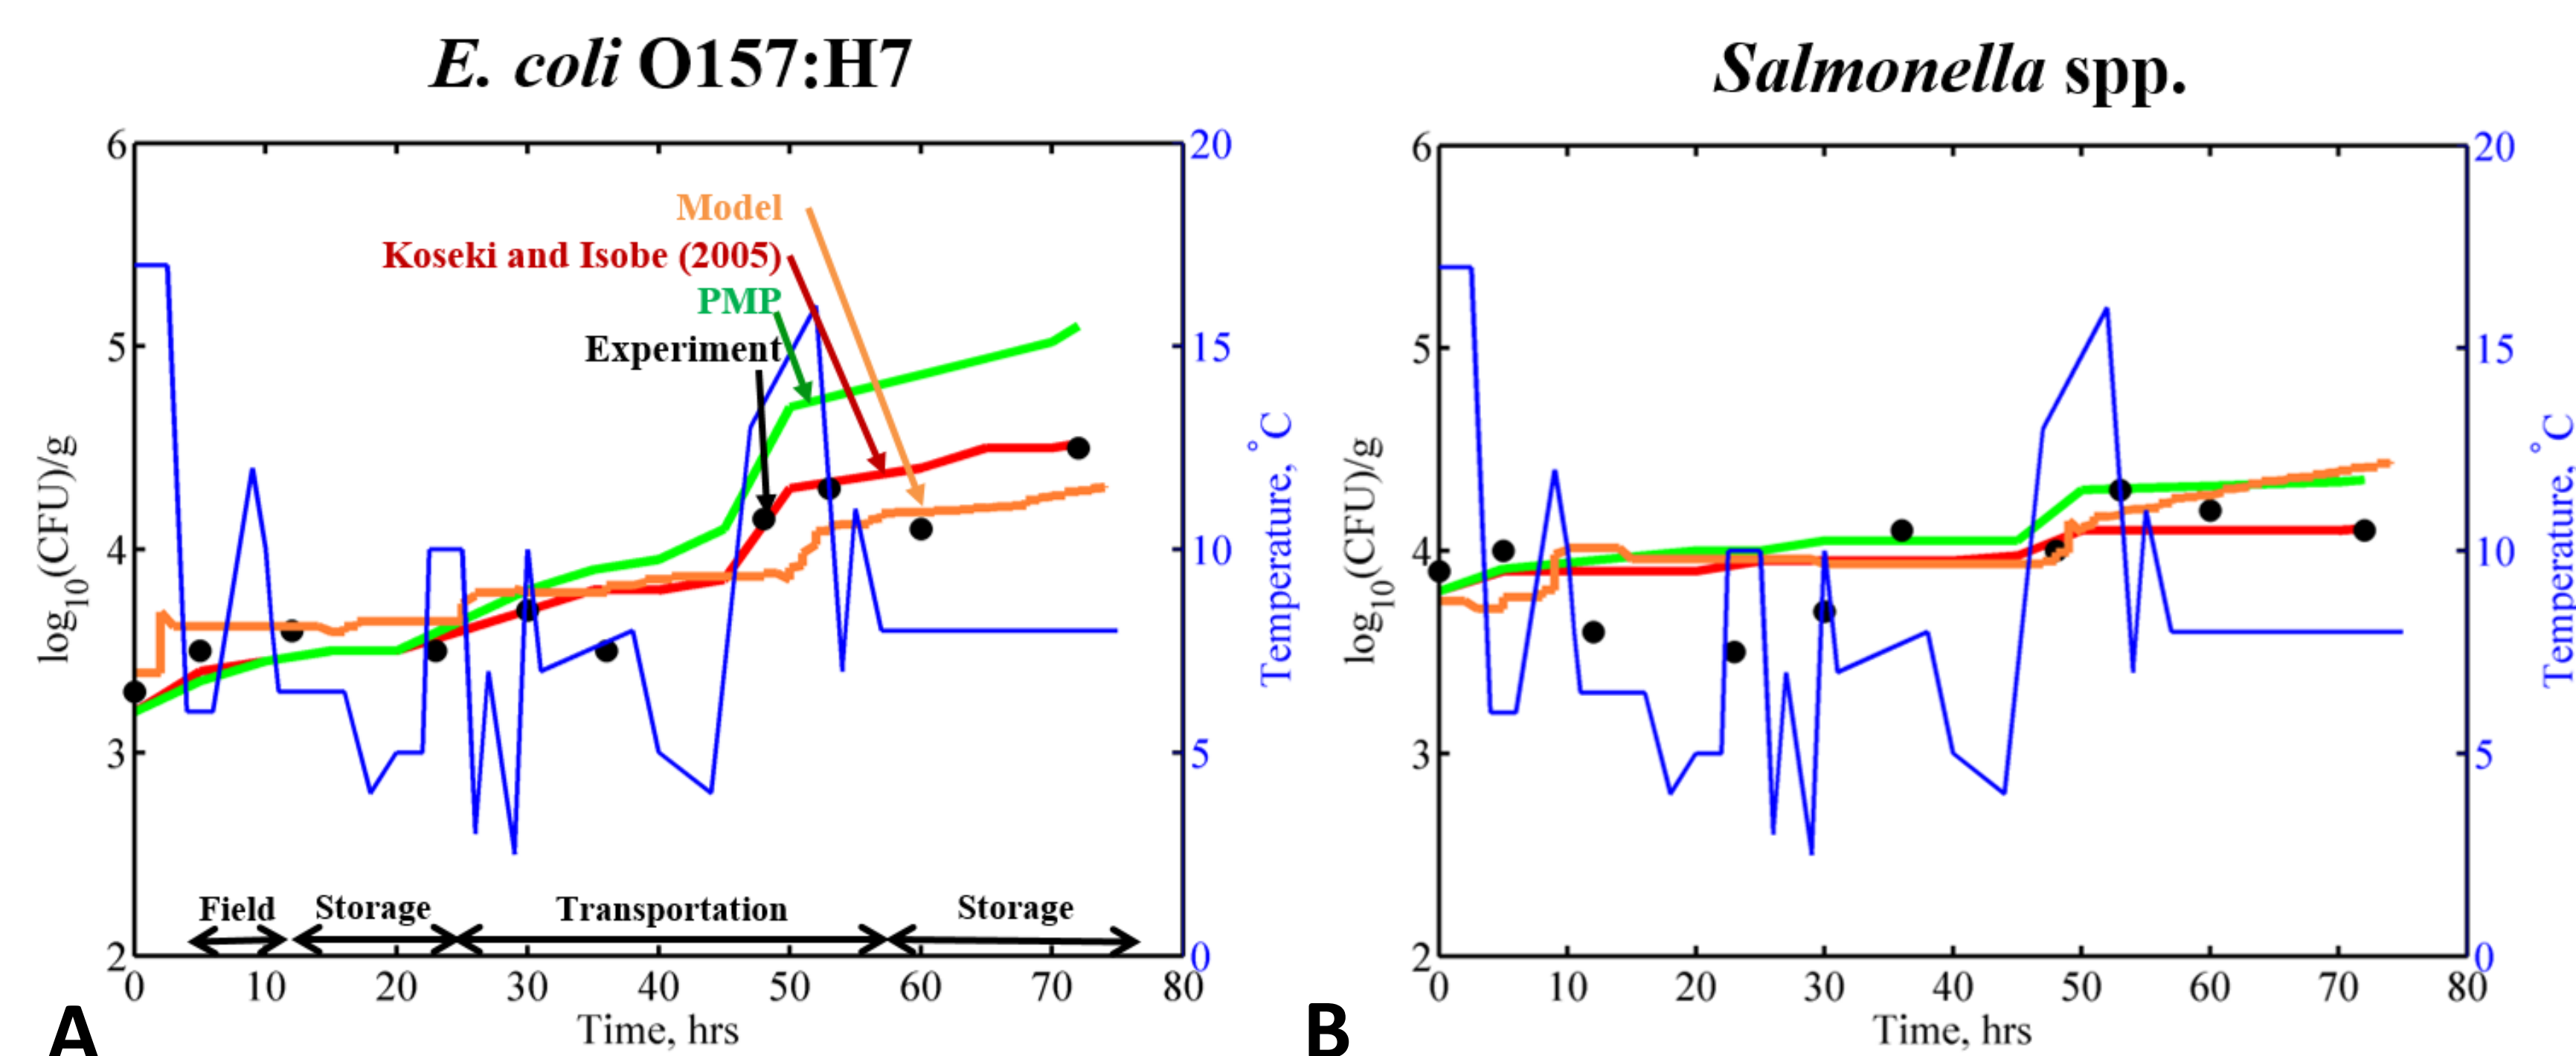 E. coli O157:H7
6
5
4
3
2
log10(CFU)/g
20
15
10
5
0
Temperature, °C
Model
Koseki and Isobe (2005)
PMP
Experiment
Field
Storage
Transportation
Storage
0 10 20 30 40 50 60 70 80
Time, hrs
A
Salmonella spp.
6
5
4
3
2
log10(CFU)/g
20
15
10
5
0
Temperature, °C
0 10 20 30 40 50 60 70 80
Time, hrs
B